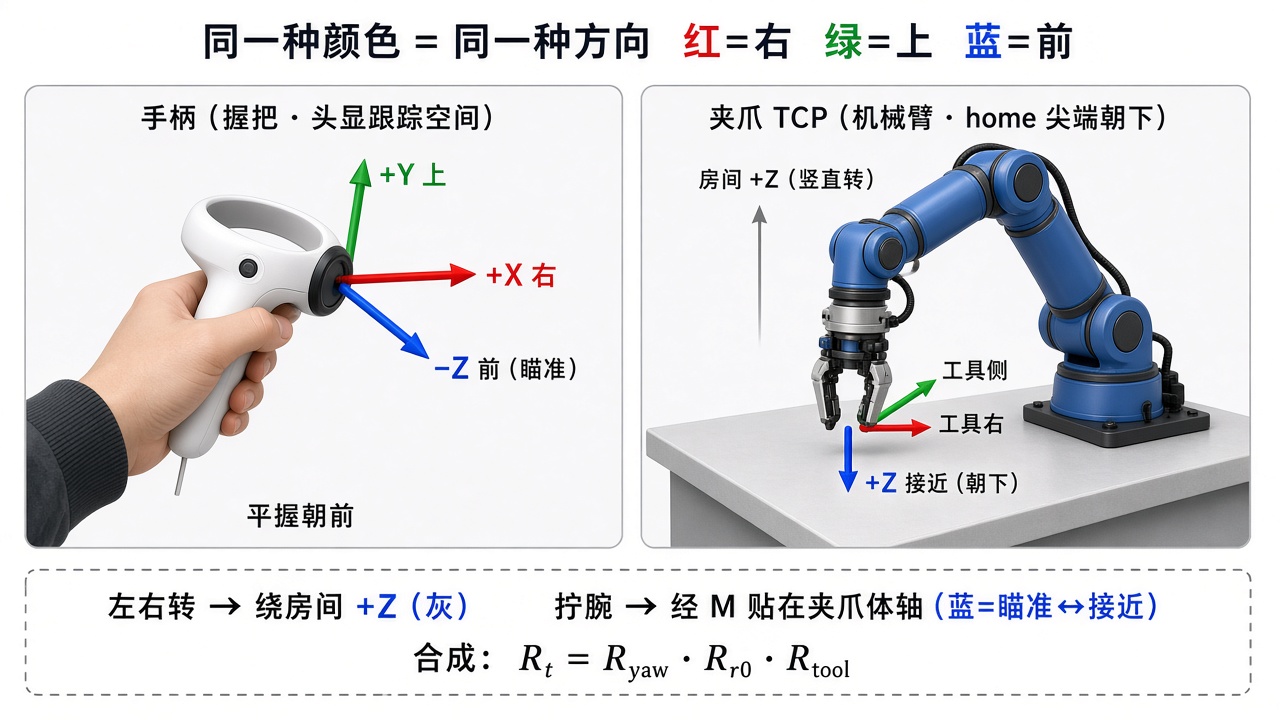 同一种颜色 = 同一种方向 红=右 绿=上 蓝=前
手柄（握把 · 头显跟踪空间）
+Y 上
+X 右
−Z 前（瞄准）
平握朝前
夹爪 TCP（机械臂 · home 尖端朝下）
房间 +Z（竖直转）
工具侧
工具右
+Z 接近（朝下）
左右转 → 绕房间 +Z（灰） 拧腕 → 经 M 贴在夹爪体轴（蓝=瞄准↔接近）
合成： R_t = R_yaw · R_r0 · R_tool